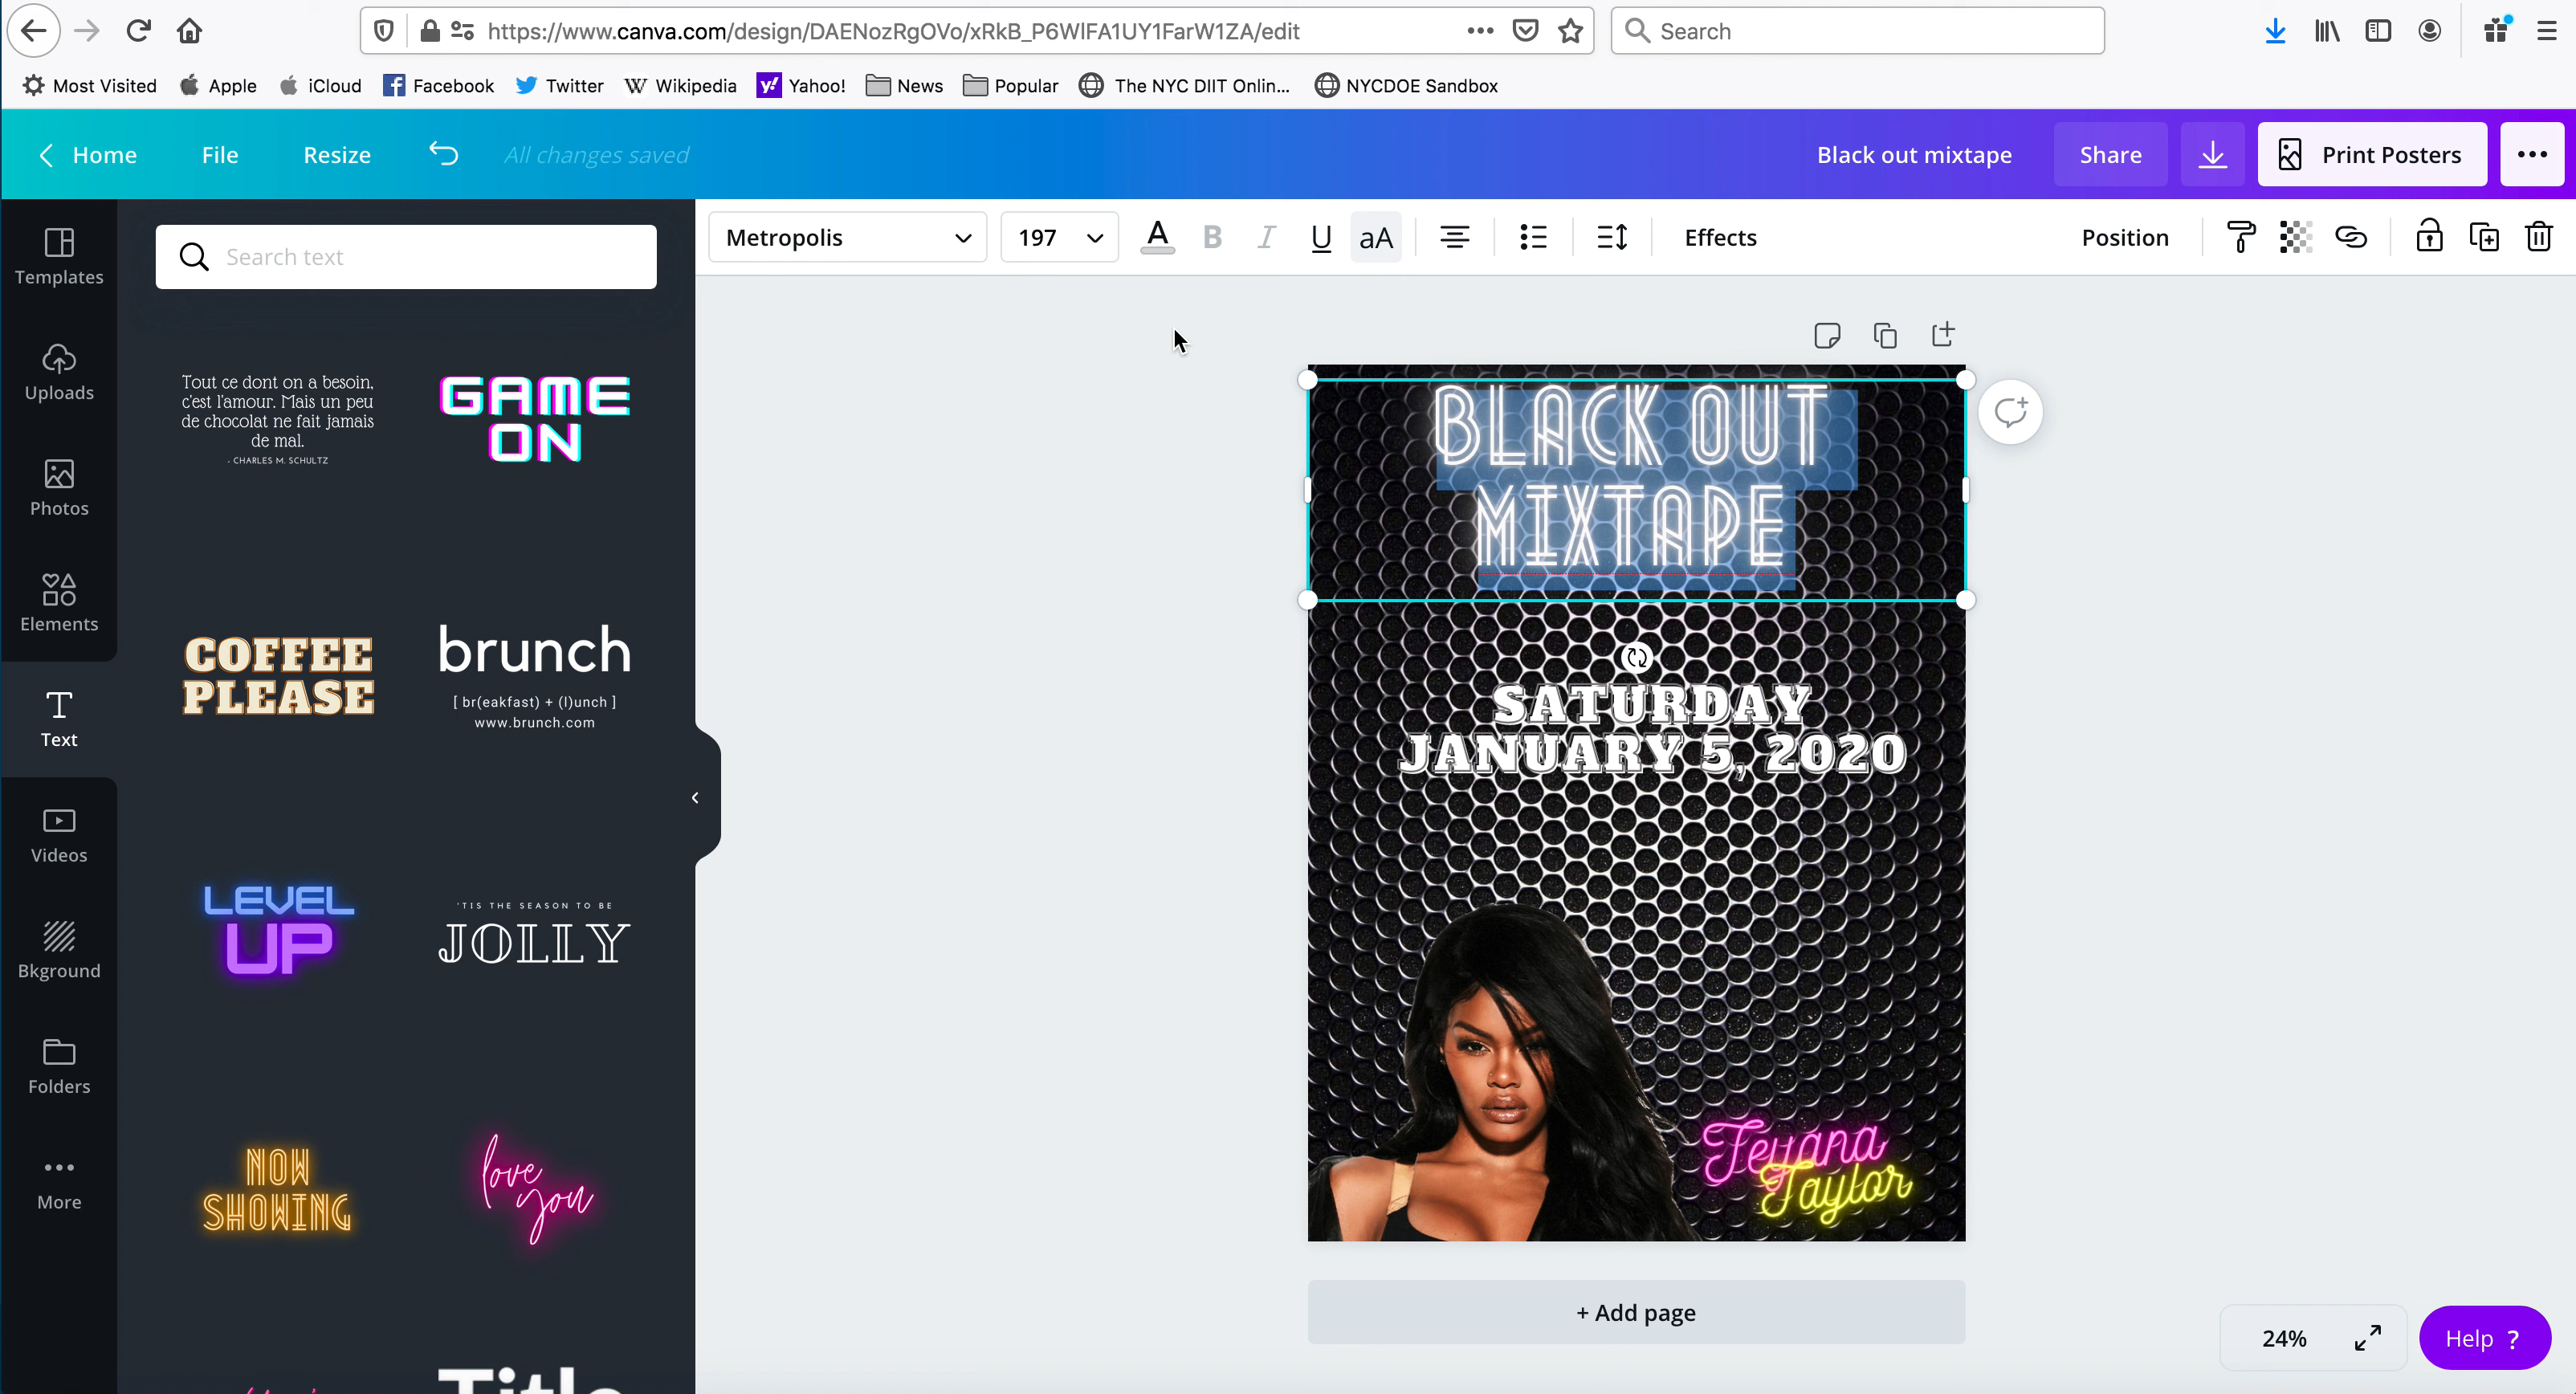 https://www.canva.com/design/DAENozRgOVo/xRkB_P6WlFA1UY1FarW1ZA/edit
Search
Most Visited
Apple
iCloud
Facebook
Twitter
W Wikipedia
y! Yahoo!
News
Popular
The NYC DIIT Onlin...
NYCDOE Sandbox
Home
File
Resize
All changes saved
Black out mixtape
Share
Print Posters
Templates
Uploads
Photos
Elements
Text
Videos
Bkground
Folders
More
Search text
Tout ce dont on a besoin,
c'est l'amour. Mais un peu
de chocolat ne fait jamais
de mal.
- CHARLES M. SCHULTZ
GAME
ON
COFFEE
PLEASE
brunch
[ br(eakfast) + (l)unch ]
www.brunch.com
LEVEL
UP
'TIS THE SEASON TO BE
JOLLY
NOW
SHOWING
love
you
Title
Metropolis
197
A
B
I
U
aA
Effects
Position
BLACK OUT
MIXTAPE
SATURDAY
JANUARY 5, 2020
Teyana
Taylor
+ Add page
24%
Help ?